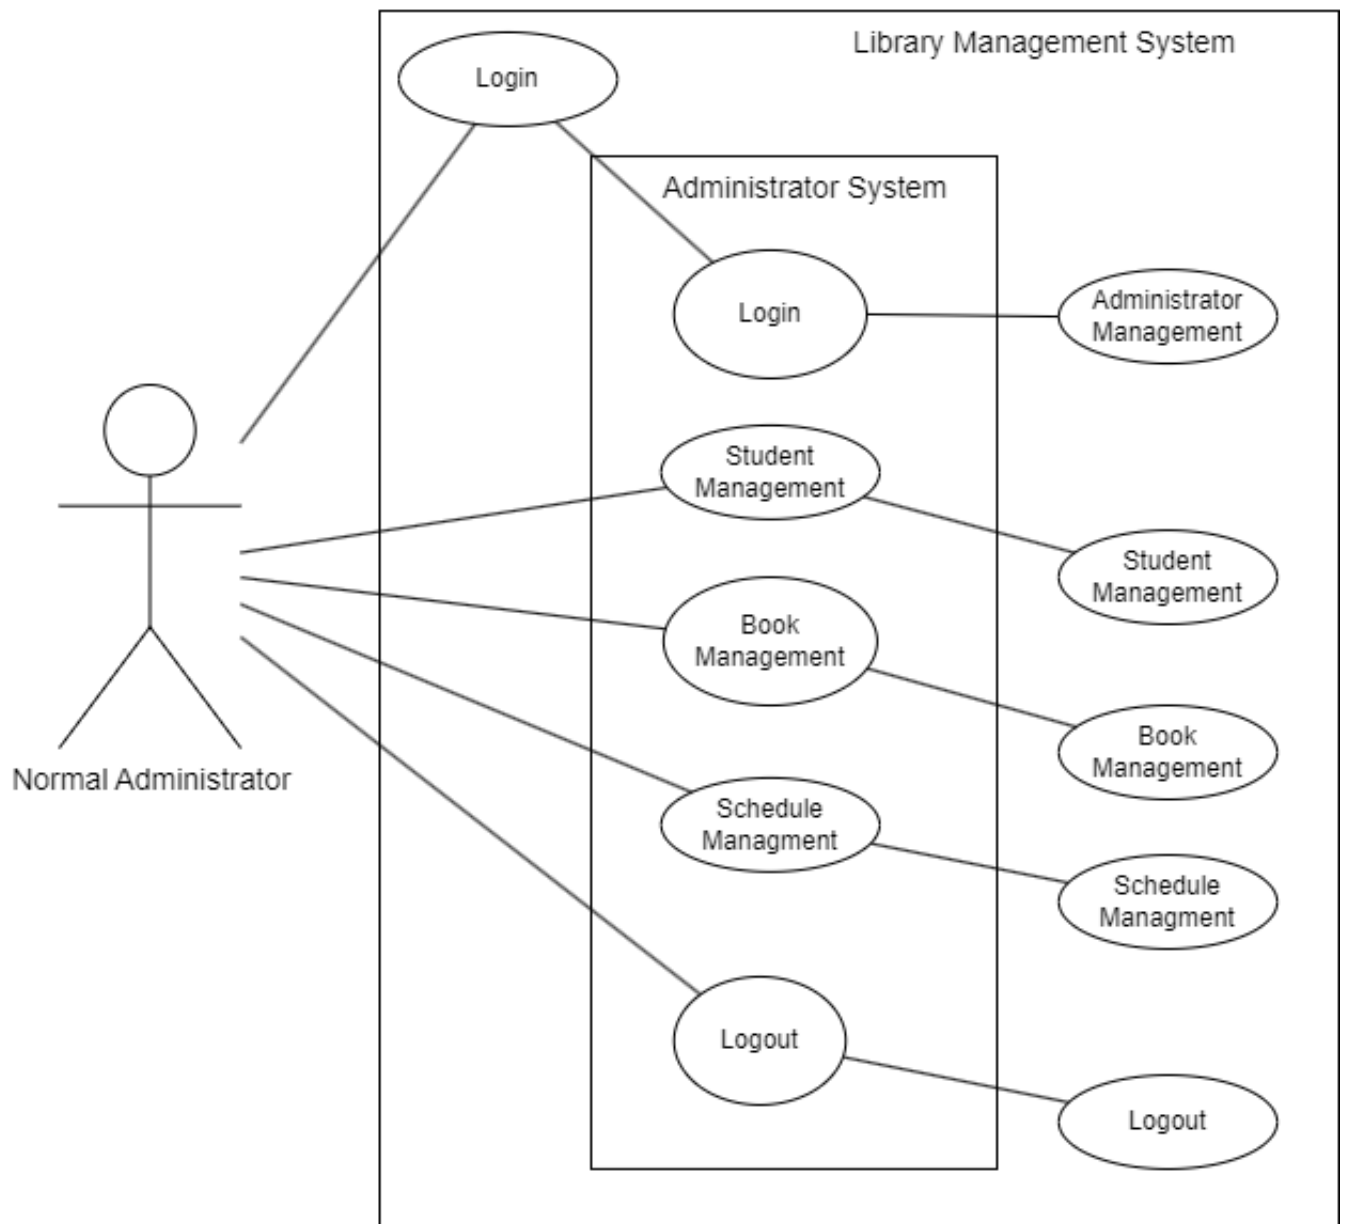 Library Management System
Login
Administrator System
Login
Administrator
Management
Student
Management
Student
Management
Book
Management
Book
Management
Normal Administrator
Schedule
Managment
Schedule
Managment
Logout
Logout